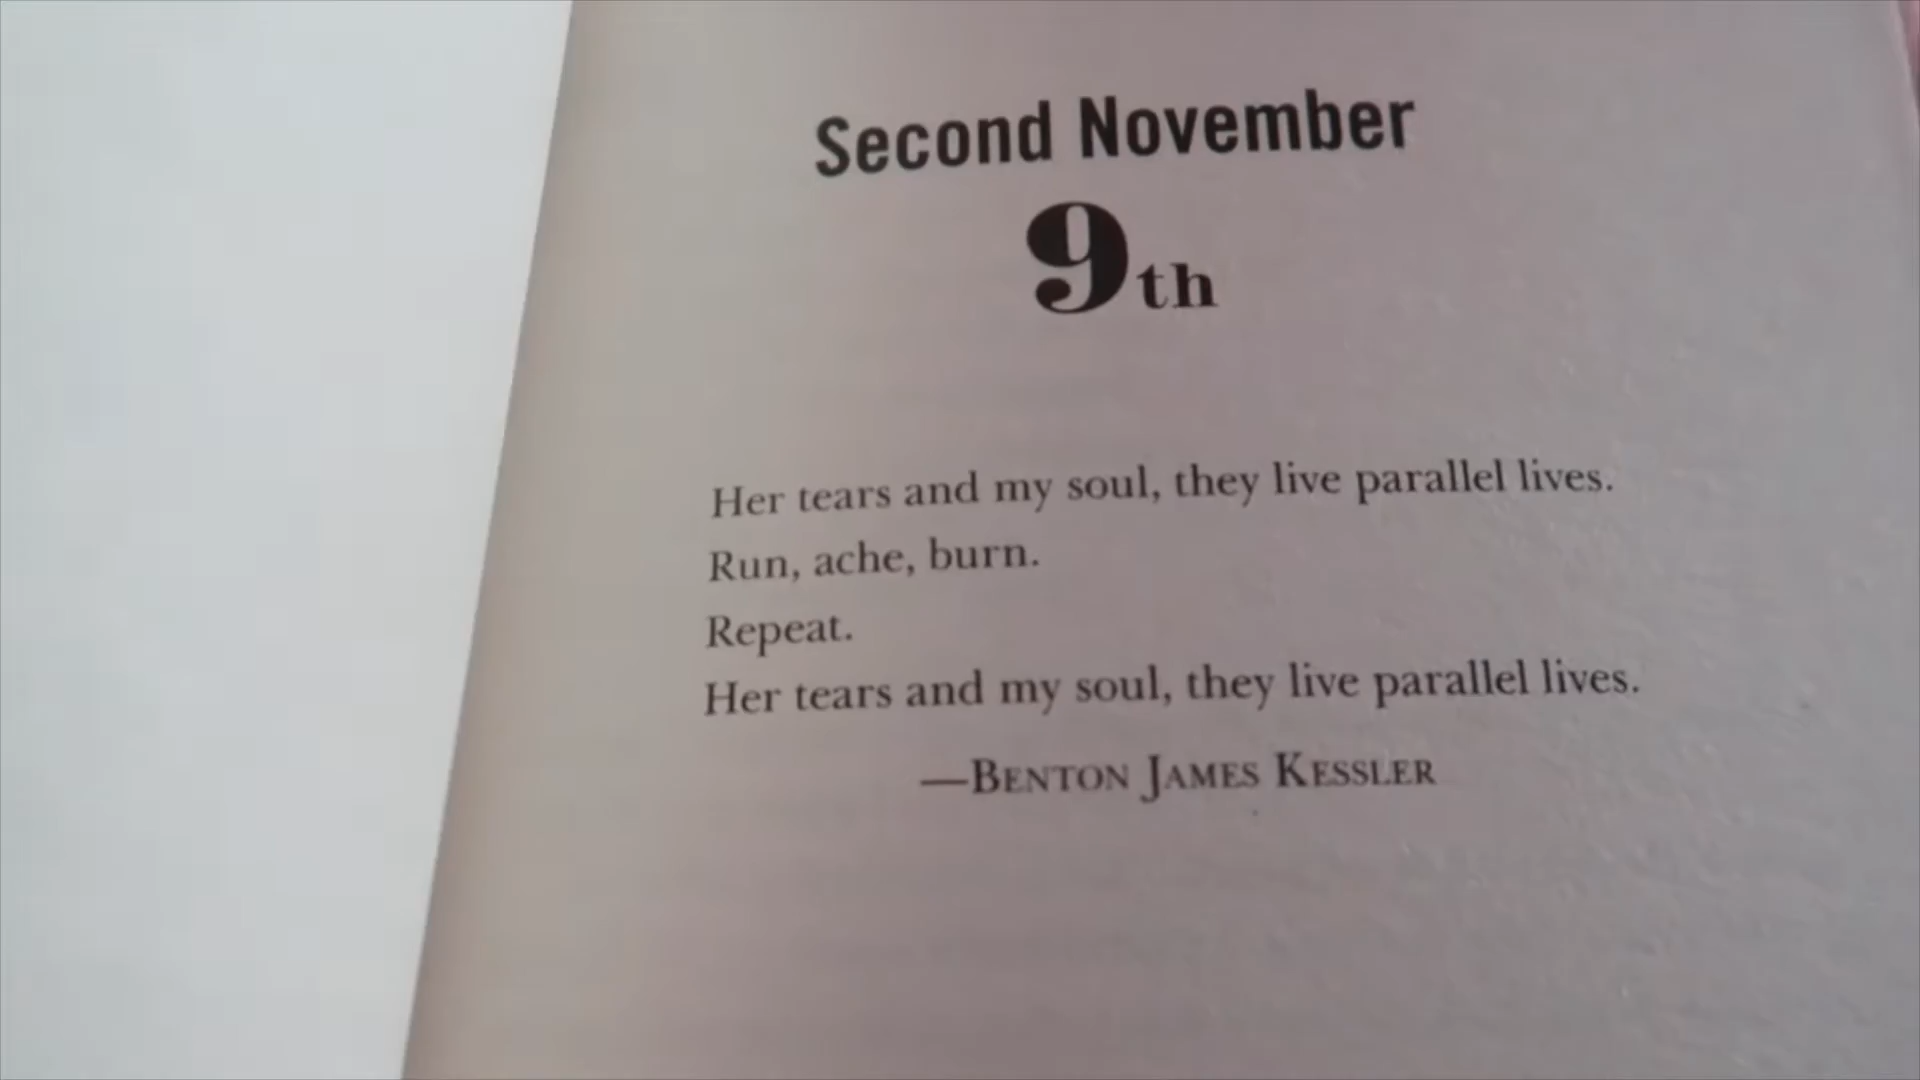 Second November
9th
Her tears and my soul, they live parallel lives.
Run, ache, burn.
Repeat.
Her tears and my soul, they live parallel lives.
—BENTON JAMES KESSLER